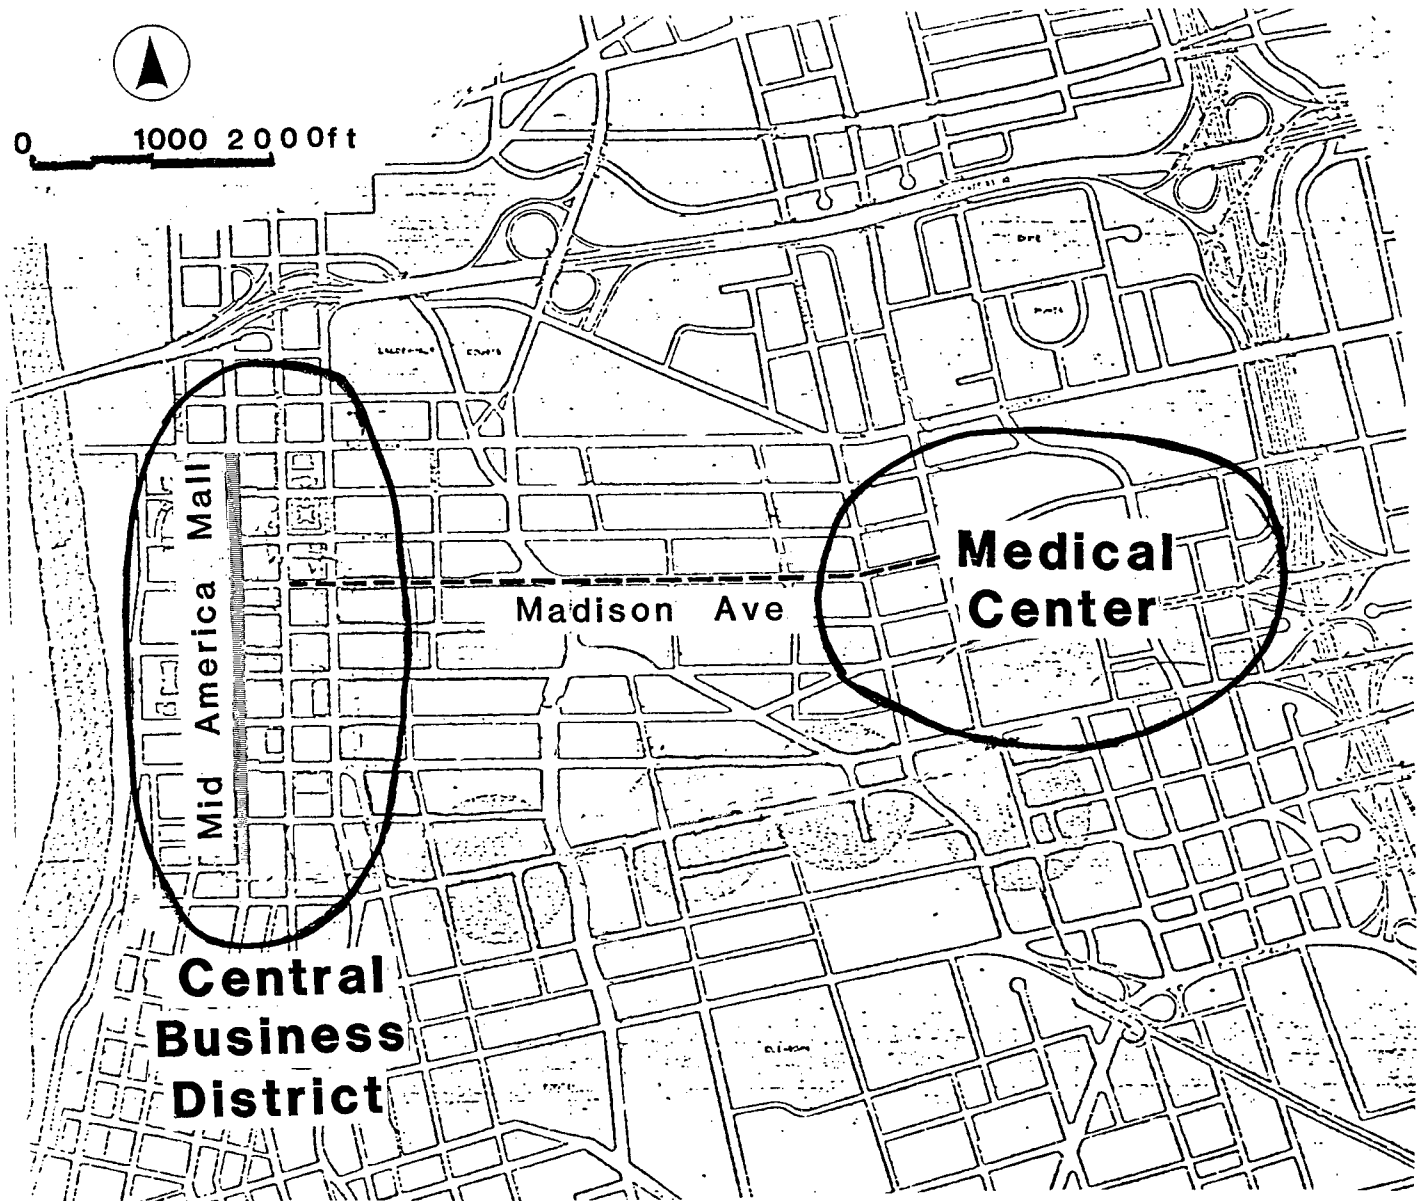 0 1000 2000ft
Mid America Mall
Madison Ave
Medical
Center
Central
Business
District